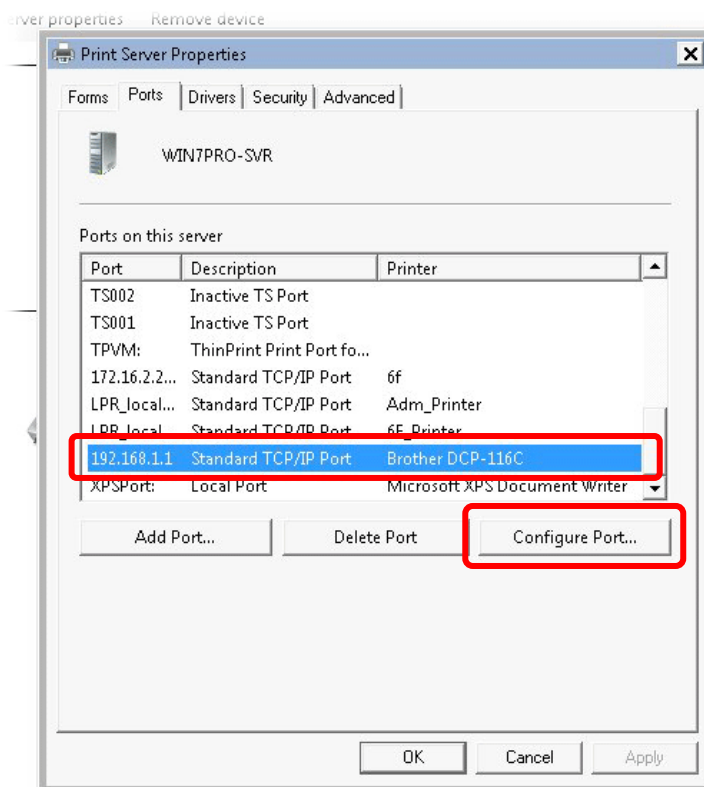 erver properties Remove device
Print Server Properties
Forms Ports Drivers Security Advanced
WIN7PRO-SVR
Ports on this server
Port Description Printer
TS002 Inactive TS Port
TS001 Inactive TS Port
TPVM: ThinPrint Print Port fo...
172.16.2.2... Standard TCP/IP Port 6f
LPR_local... Standard TCP/IP Port Adm_Printer
LPR_local... Standard TCP/IP Port 6F_Printer
192.168.1.1 Standard TCP/IP Port Brother DCP-116C
XPSPort: Local Port Microsoft XPS Document Writer
Add Port... Delete Port Configure Port...
OK Cancel Apply